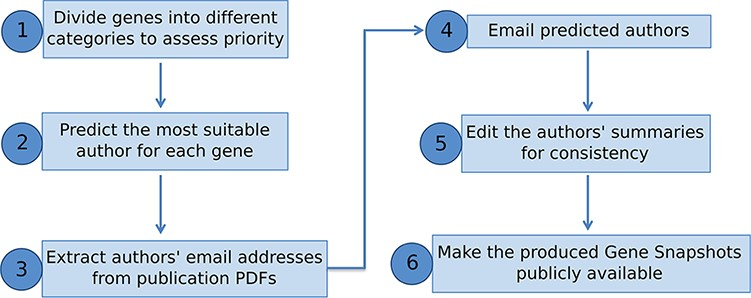 1
Divide genes into different
categories to assess priority
2
Predict the most suitable
author for each gene
3
Extract authors' email addresses
from publication PDFs
4
Email predicted authors
5
Edit the authors' summaries
for consistency
6
Make the produced Gene Snapshots
publicly available